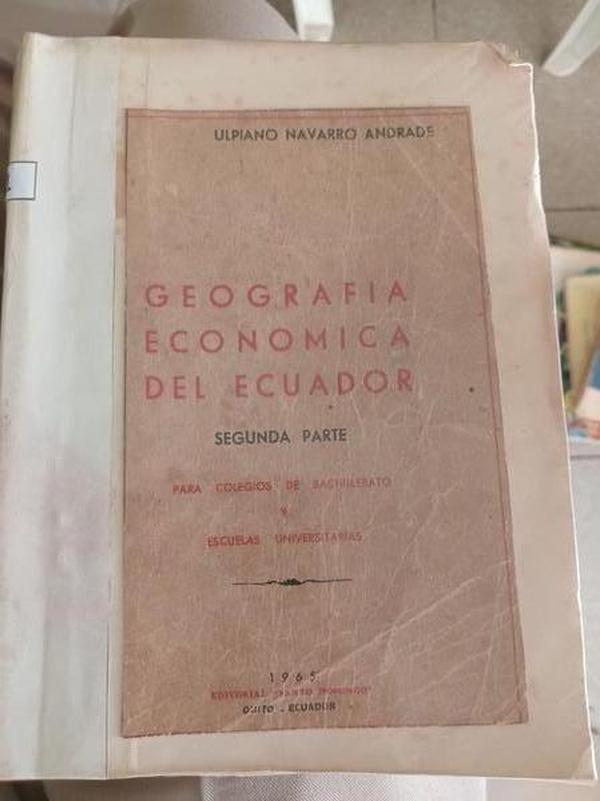 ULPIANO NAVARRO ANDRADE
GEOGRAFIA
ECONOMICA
DEL ECUADOR
SEGUNDA PARTE
PARA COLEGIOS DE BACHILLERATO
Y
ESCUELAS UNIVERSITARIAS
1965
EDITORIAL "SANTO DOMINGO"
QUITO - ECUADOR